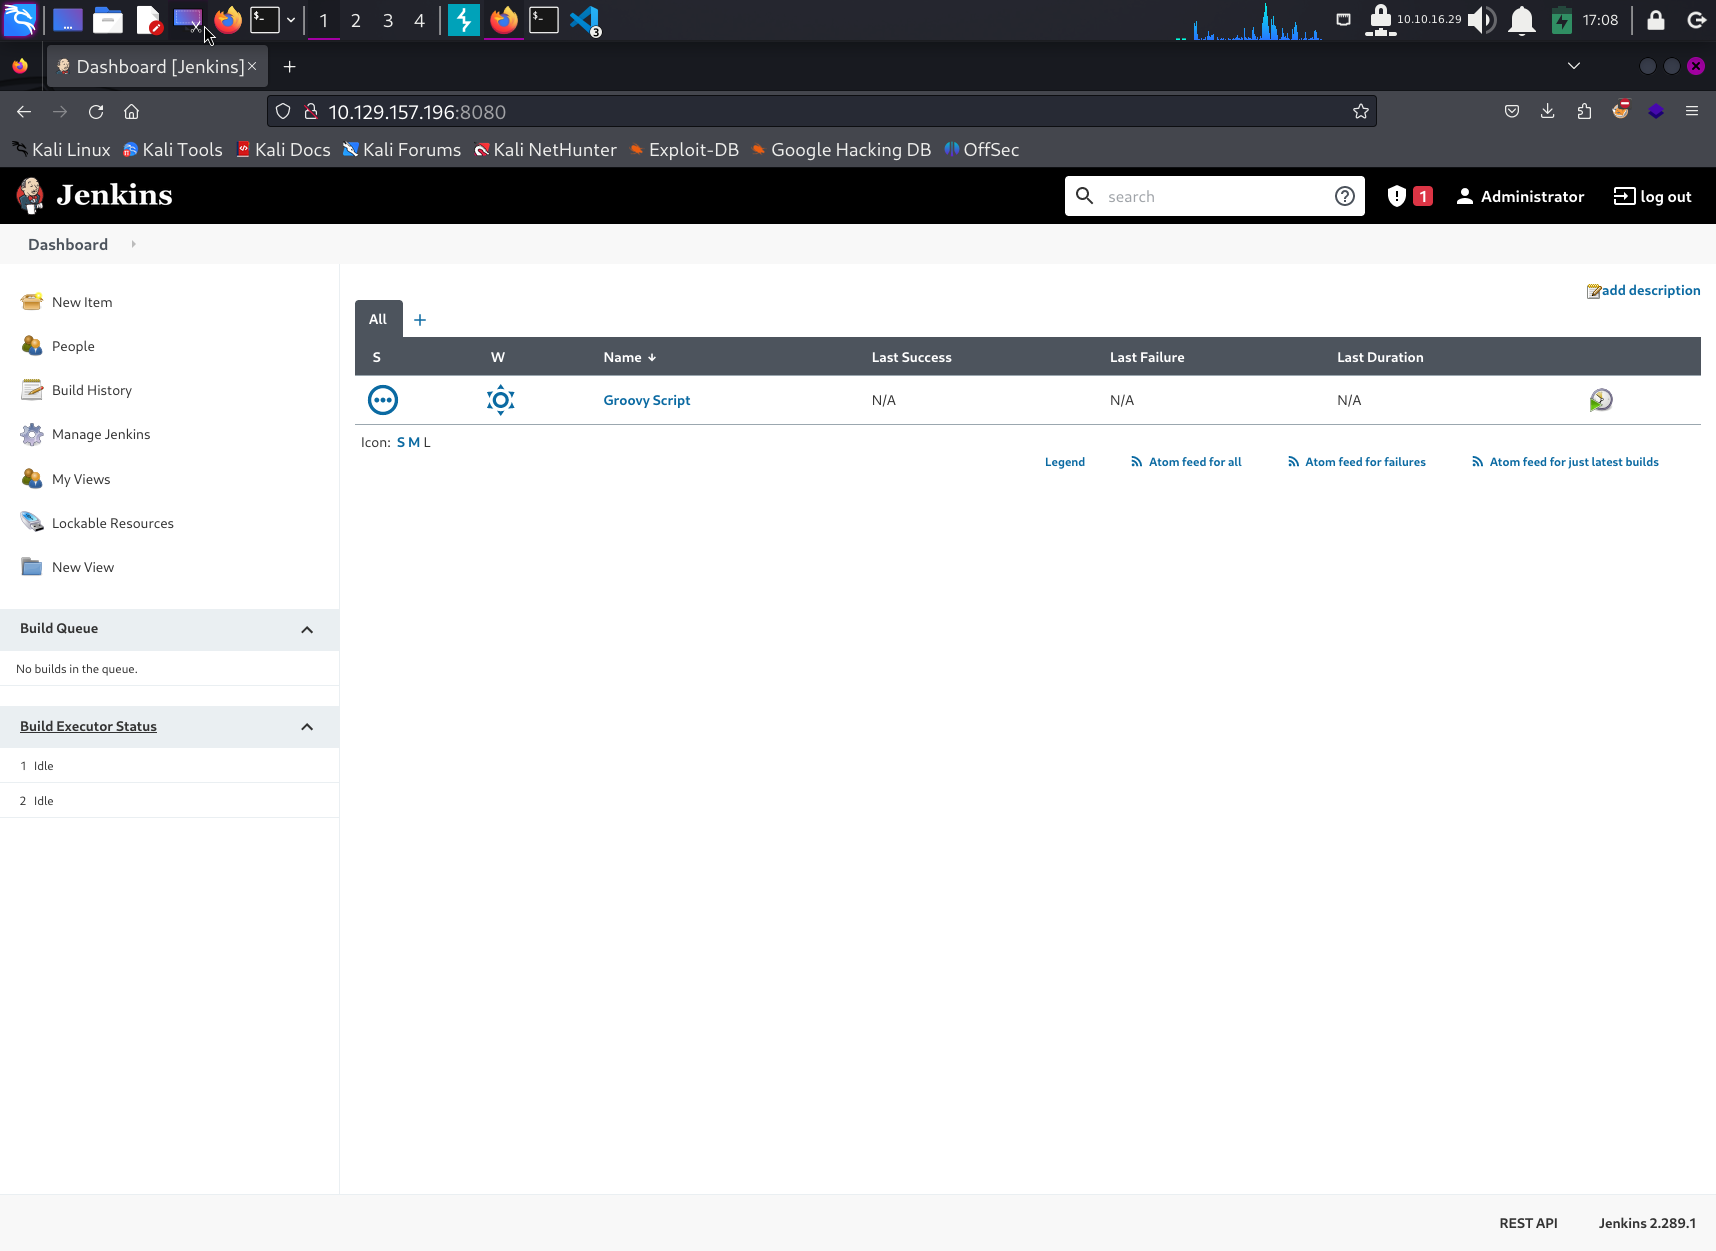 1 2 3 4 3 10.10.16.29 17:08
Dashboard [Jenkins]
10.129.157.196:8080
Kali Linux Kali Tools Kali Docs Kali Forums Kali NetHunter Exploit-DB Google Hacking DB OffSec
Jenkins search 1 Administrator log out
Dashboard
New Item
People
Build History
Manage Jenkins
My Views
Lockable Resources
New View
Build Queue
No builds in the queue.
Build Executor Status
1 Idle
2 Idle
add description
All +
S W Name ↓ Last Success Last Failure Last Duration
Groovy Script N/A N/A N/A
Icon: S M L
Legend Atom feed for all Atom feed for failures Atom feed for just latest builds
REST API Jenkins 2.289.1